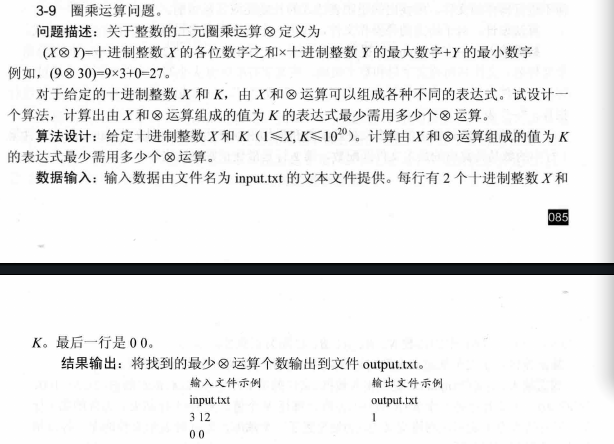 3-9 圈乘运算问题。
问题描述：关于整数的二元圈乘运算⊗定义为
(X⊗Y)=十进制整数 X 的各位数字之和×十进制整数 Y 的最大数字+Y 的最小数字
例如，(9⊗30)=9×3+0=27。
对于给定的十进制整数 X 和 K，由 X 和⊗运算可以组成各种不同的表达式。试设计一
个算法，计算出由 X 和⊗运算组成的值为 K 的表达式最少需用多少个⊗运算。
算法设计：给定十进制整数 X 和 K（1≤X, K≤10²⁰）。计算由 X 和⊗运算组成的值为 K
的表达式最少需用多少个⊗运算。
数据输入：输入数据由文件名为 input.txt 的文本文件提供。每行有 2 个十进制整数 X 和
085
K。最后一行是 0 0。
结果输出：将找到的最少⊗运算个数输出到文件 output.txt。
输入文件示例 输出文件示例
input.txt output.txt
3 12 1
0 0